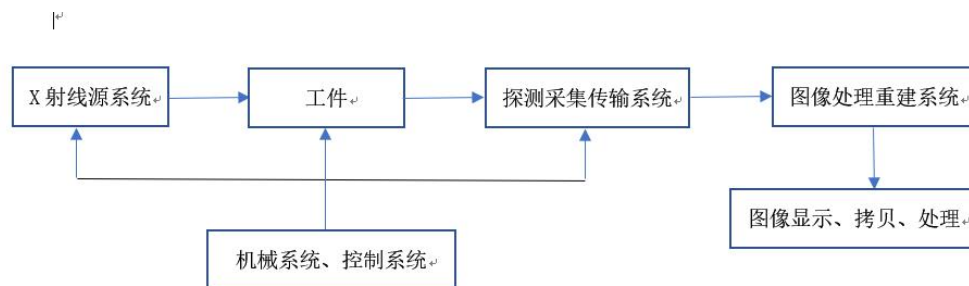 X 射线源系统
工件
探测采集传输系统
图像处理重建系统
图像显示、拷贝、处理
机械系统、控制系统